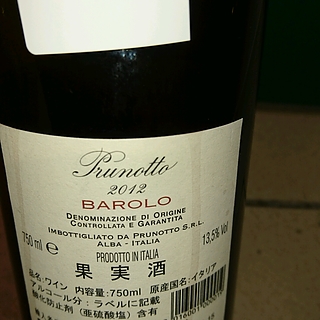 Prunotto
2012
BAROLO
DENOMINAZIONE DI ORIGINE
CONTROLLATA E GARANTITA
IMBOTTIGLIATO DA PRUNOTTO S.R.L.
ALBA - ITALIA
750 ml e
PRODOTTO IN ITALIA
13,5% Vol
果実酒
品名:ワイン 内容量:750ml 原産国名:イタリア
アルコール分:ラベルに記載
酸化防止剤(亜硫酸塩)含有